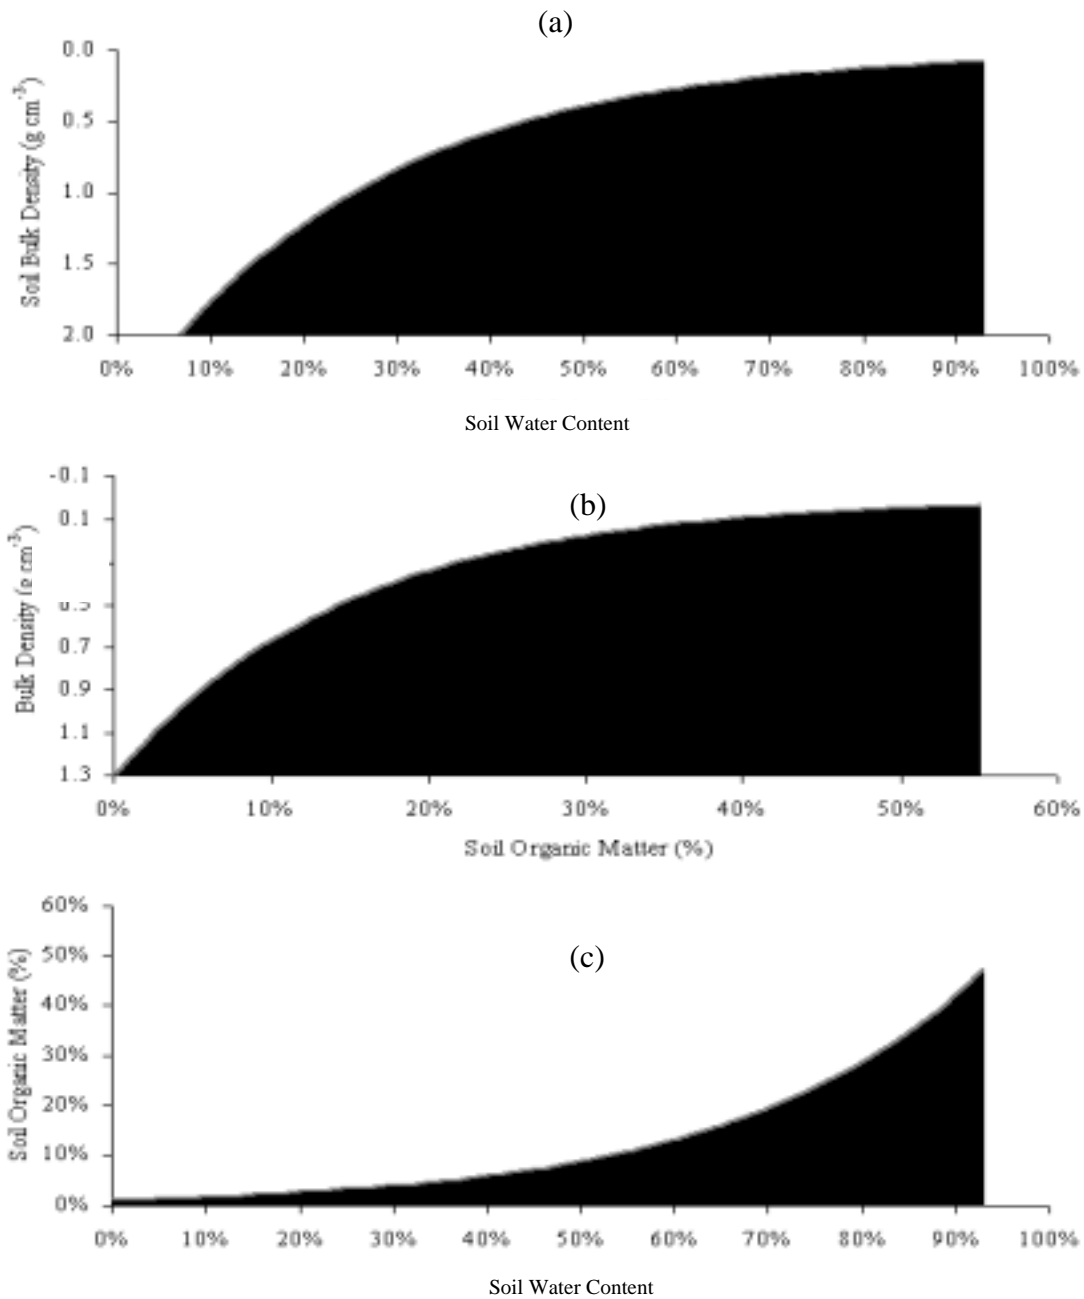 (a)
0.0
0.5
1.0
1.5
2.0
Soil Bulk Density (g cm-3)
0% 10% 20% 30% 40% 50% 60% 70% 80% 90% 100%
Soil Water Content
(b)
-0.1
0.1
0.5
0.7
0.9
1.1
1.3
Bulk Density (g cm-3)
0% 10% 20% 30% 40% 50% 60%
Soil Organic Matter (%)
(c)
60%
50%
40%
30%
20%
10%
0%
Soil Organic Matter (%)
0% 10% 20% 30% 40% 50% 60% 70% 80% 90% 100%
Soil Water Content